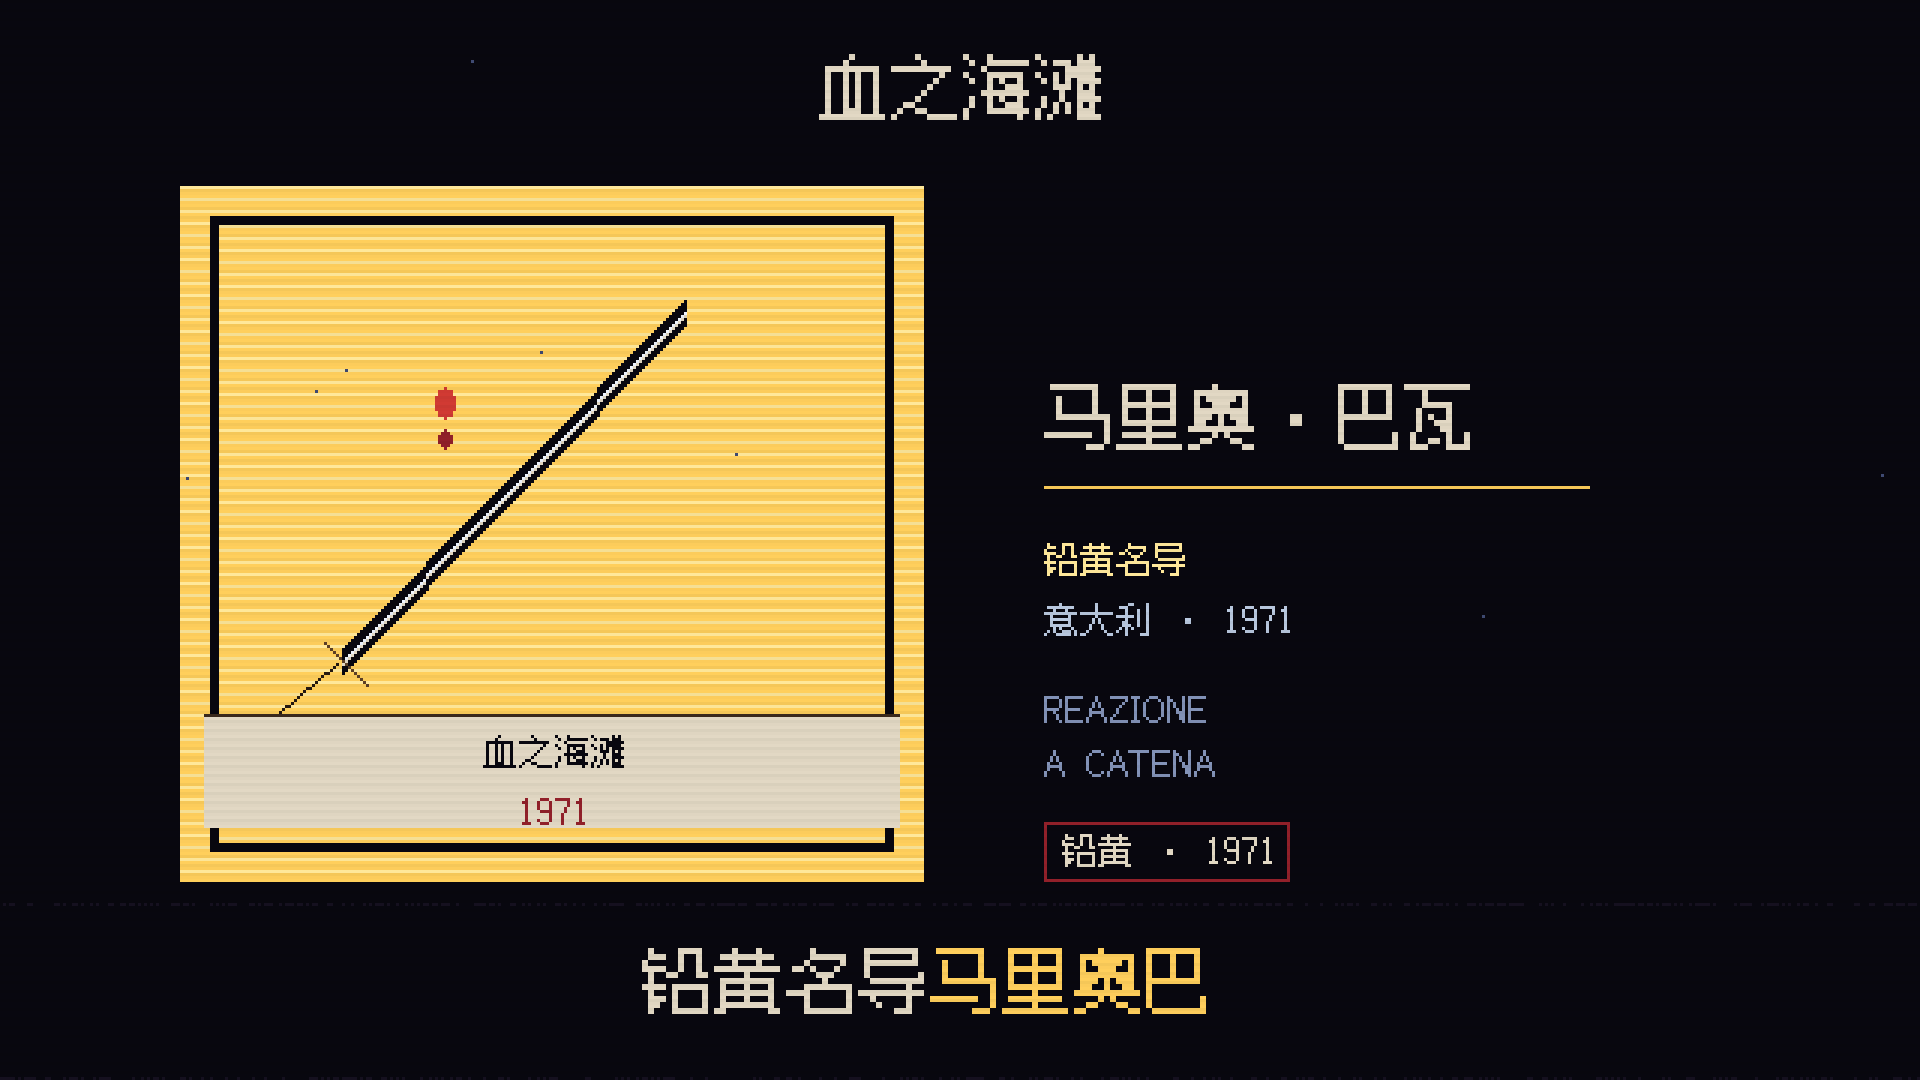 血之海滩
血之海滩
1971
马里奥·巴瓦
铅黄名导
意大利 · 1971
REAZIONE
A CATENA
铅黄 · 1971
铅黄名导马里奥巴